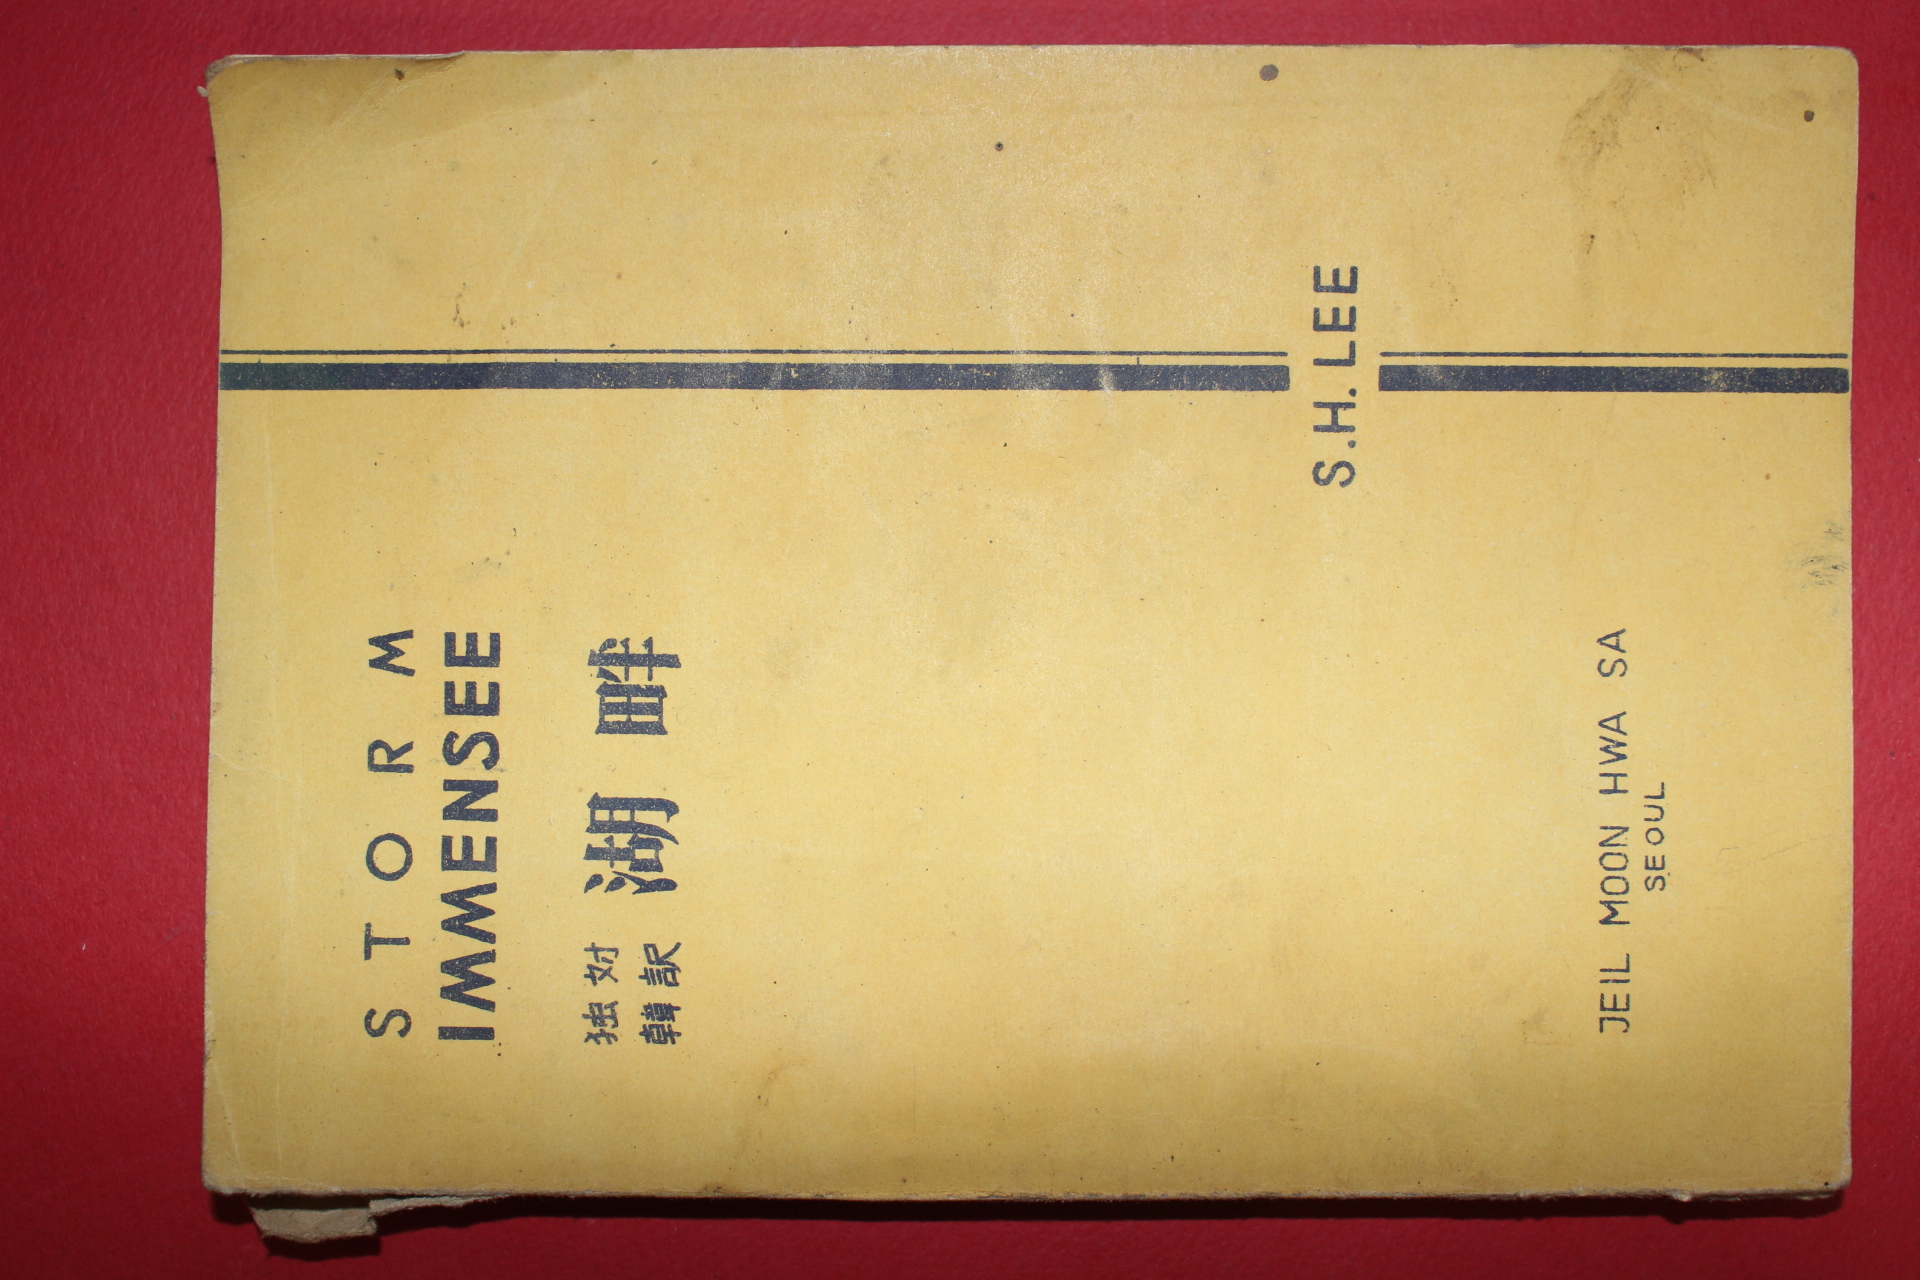 STORM
IMMENSEE
独対
韓訳
湖畔
S.H.LEE
JEIL MOON HWA SA
SEOUL